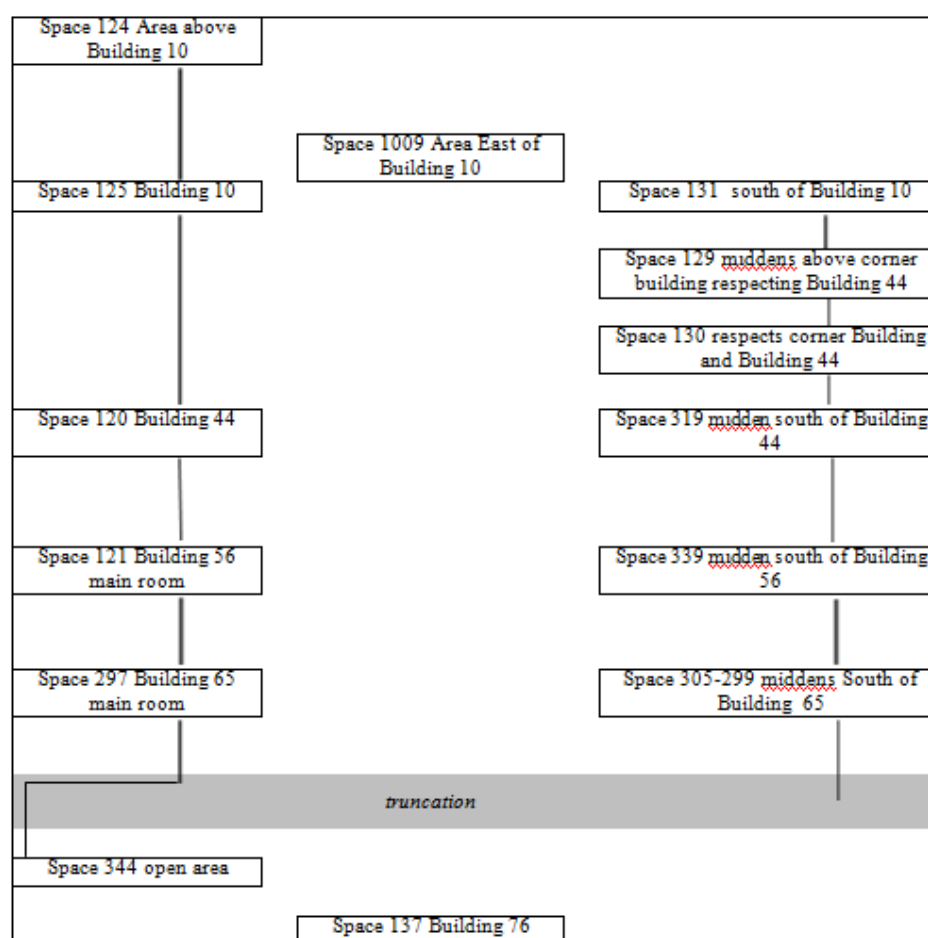 Space 124 Area above
Building 10
Space 1009 Area East of
Building 10
Space 125 Building 10
Space 131 south of Building 10
Space 129 middens above corner
building respecting Building 44
Space 130 respects corner Building
and Building 44
Space 120 Building 44
Space 319 midden south of Building
44
Space 121 Building 56
main room
Space 339 midden south of Building
56
Space 297 Building 65
main room
Space 305-299 middens South of
Building 65
truncation
Space 344 open area
Space 137 Building 76